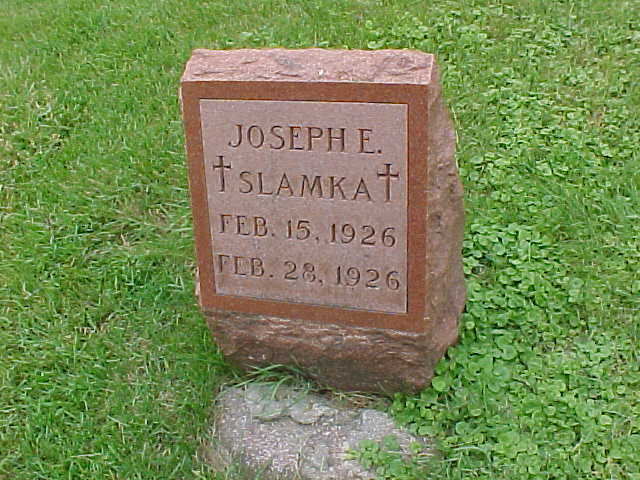 JOSEPH E.
†SLAMKA†
FEB. 15, 1926
FEB. 28, 1926